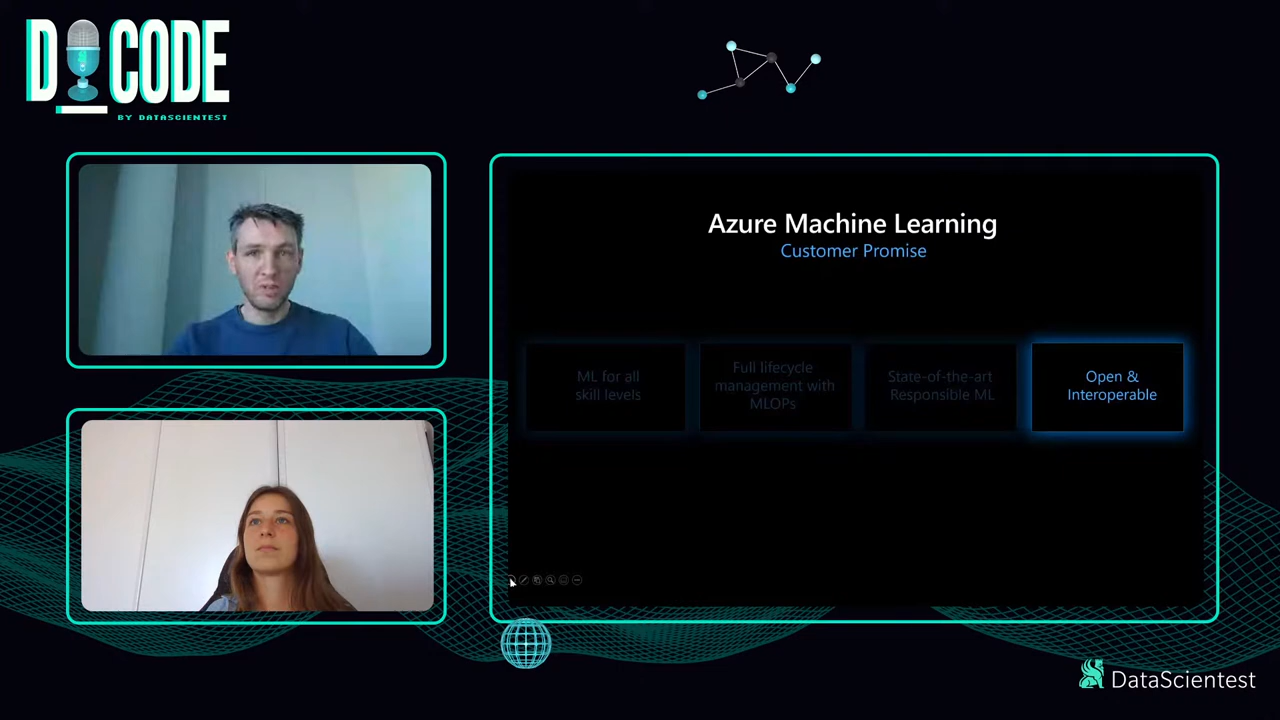 D_CODE
BY DATASCIENTEST
Azure Machine Learning
Customer Promise
ML for all
skill levels
Full lifecycle
management with
MLOPs
State-of-the-art
Responsible ML
Open &
Interoperable
DataScientest